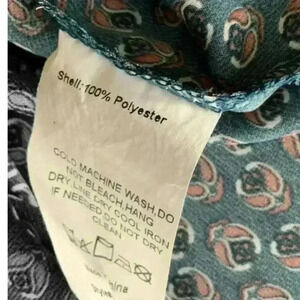 Shell:100% Polyester
COLD MACHINE WASH,DO
NOT BLEACH,HANG
DRY,LINE DRY,COOL IRON
IF NEEDED DO NOT DRY
CLEAN